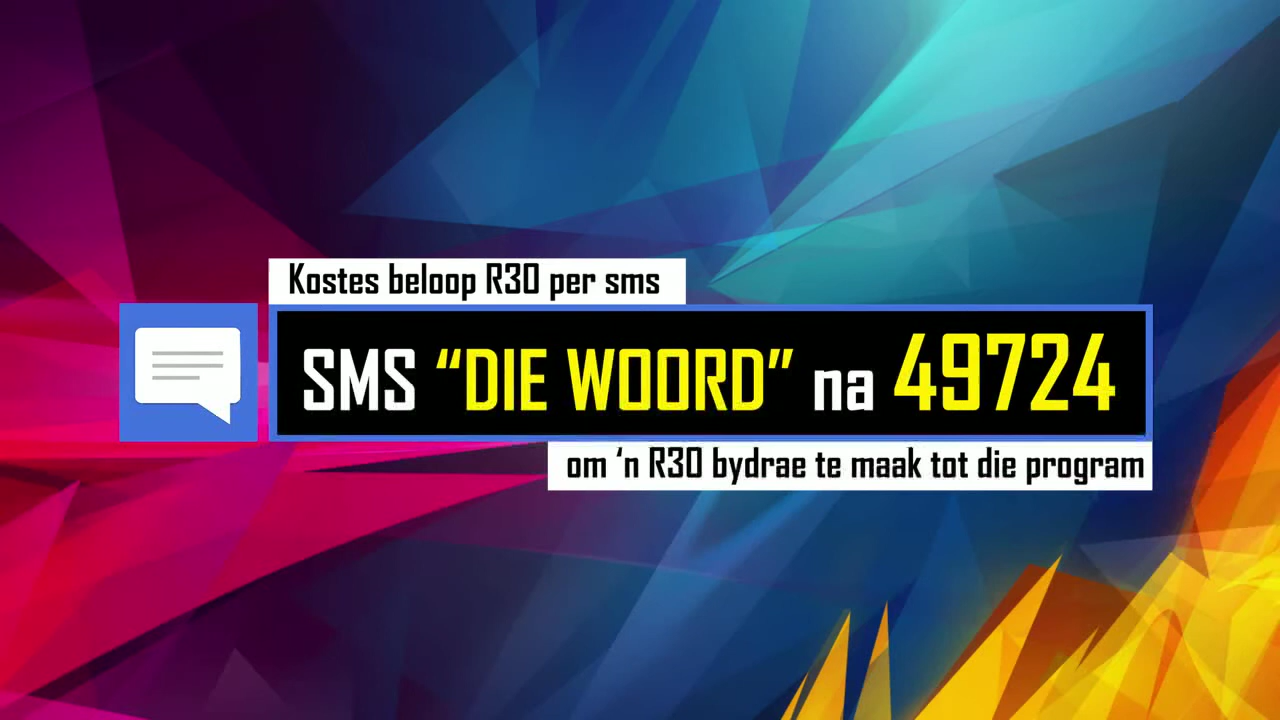 Kostes beloop R30 per sms
SMS “DIE WOORD” na 49724
om ‘n R30 bydrae te maak tot die program